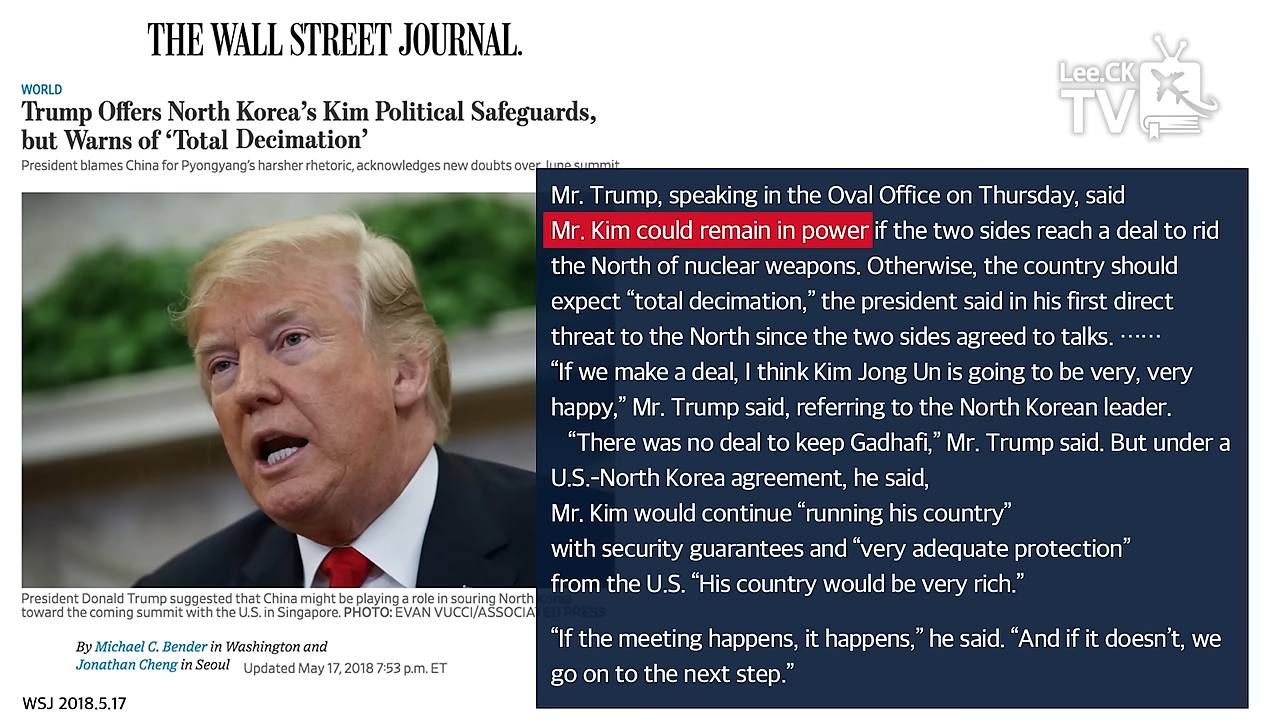 THE WALL STREET JOURNAL.
Lee.CK
TV
WORLD
Trump Offers North Korea's Kim Political Safeguards,
but Warns of ‘Total Decimation’
President blames China for Pyongyang's harsher rhetoric, acknowledges new doubts over June summit
Mr. Trump, speaking in the Oval Office on Thursday, said
Mr. Kim could remain in power if the two sides reach a deal to rid
the North of nuclear weapons. Otherwise, the country should
expect “total decimation,” the president said in his first direct
threat to the North since the two sides agreed to talks. ⋯⋯
“If we make a deal, I think Kim Jong Un is going to be very, very
happy,” Mr. Trump said, referring to the North Korean leader.
“There was no deal to keep Gadhafi,” Mr. Trump said. But under a
U.S.-North Korea agreement, he said,
Mr. Kim would continue “running his country”
with security guarantees and “very adequate protection”
from the U.S. “His country would be very rich.”
“If the meeting happens, it happens,” he said. “And if it doesn't, we
go on to the next step.”
President Donald Trump suggested that China might be playing a role in souring North Korea
toward the coming summit with the U.S. in Singapore. PHOTO: EVAN VUCCI/ASSOCIATED PRESS
By Michael C. Bender in Washington and
Jonathan Cheng in Seoul Updated May 17, 2018 7:53 p.m. ET
WSJ 2018.5.17